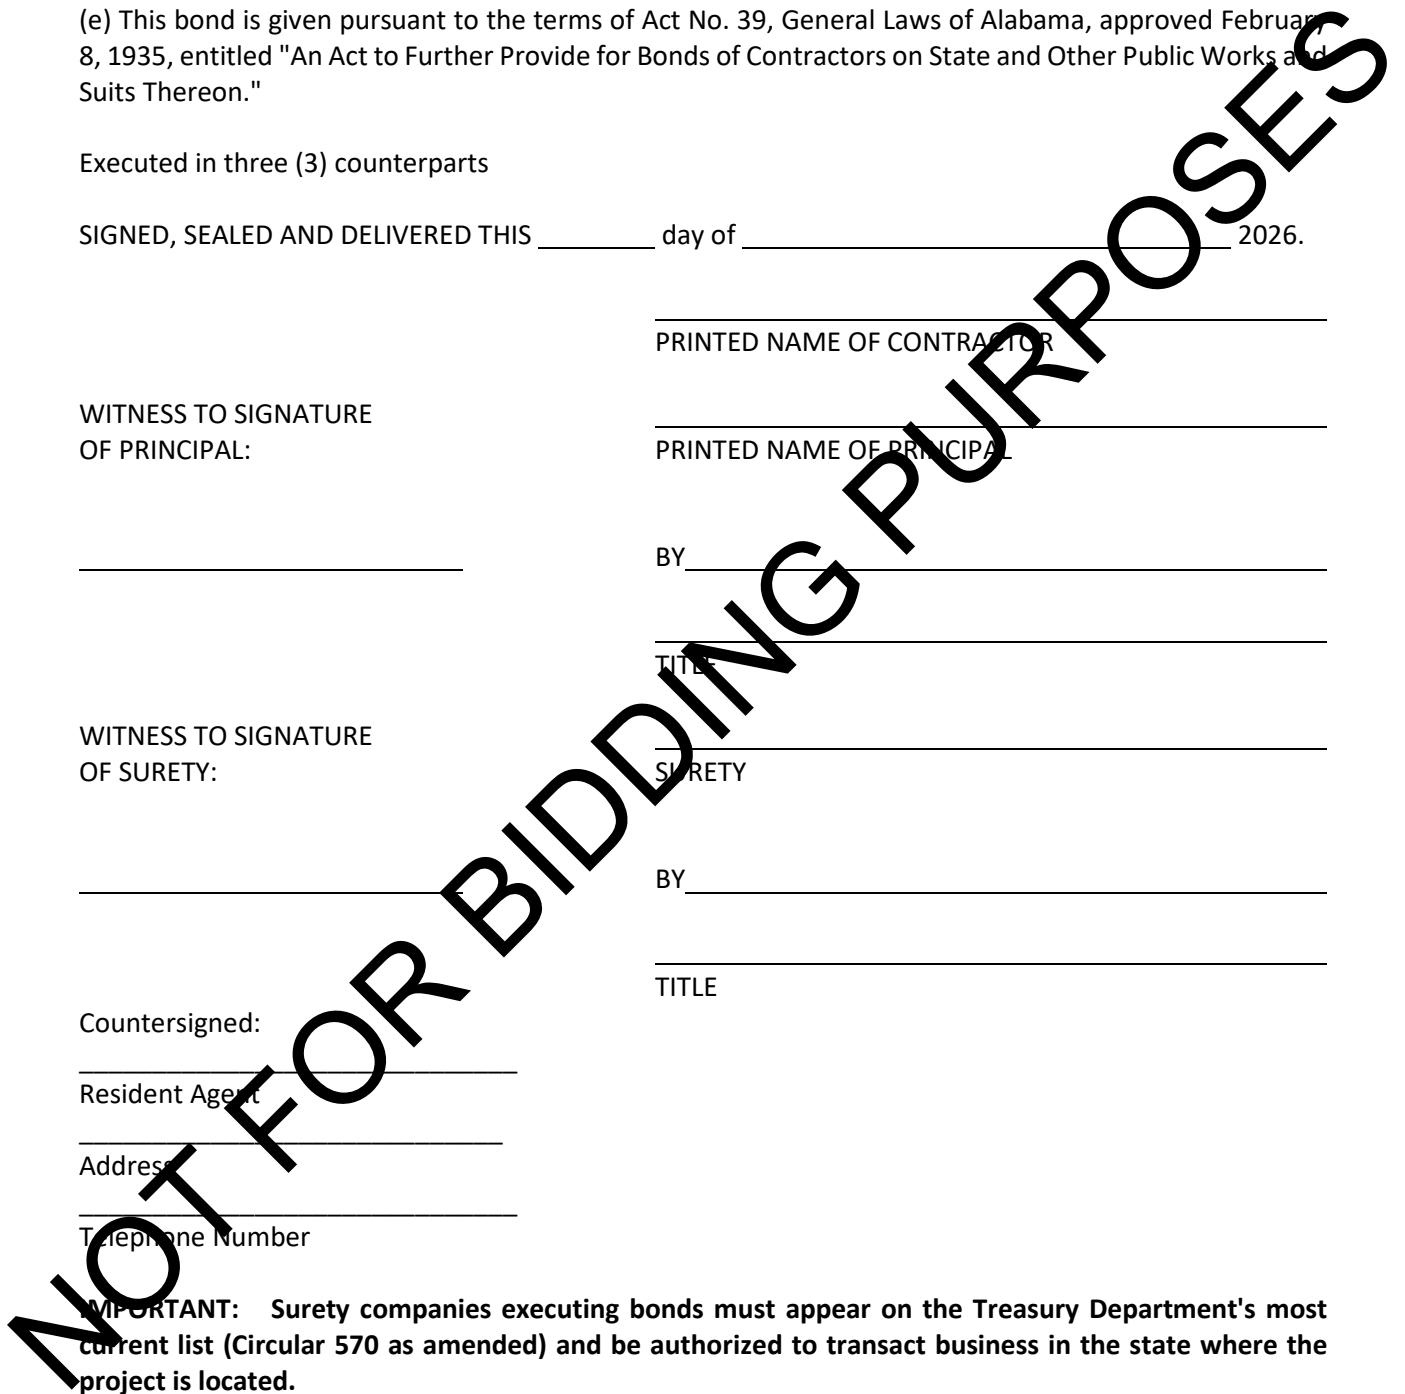 (e) This bond is given pursuant to the terms of Act No. 39, General Laws of Alabama, approved February
8, 1935, entitled "An Act to Further Provide for Bonds of Contractors on State and Other Public Works and
Suits Thereon."
Executed in three (3) counterparts
SIGNED, SEALED AND DELIVERED THIS ________ day of ________________ 2026.
PRINTED NAME OF CONTRACTOR
WITNESS TO SIGNATURE
OF PRINCIPAL:
PRINTED NAME OF PRINCIPAL
BY
TITLE
WITNESS TO SIGNATURE
OF SURETY:
SURETY
BY
TITLE
Countersigned:
Resident Agent
Address
Telephone Number
IMPORTANT: Surety companies executing bonds must appear on the Treasury Department's most
current list (Circular 570 as amended) and be authorized to transact business in the state where the
project is located.
NOT FOR BIDDING PURPOSES